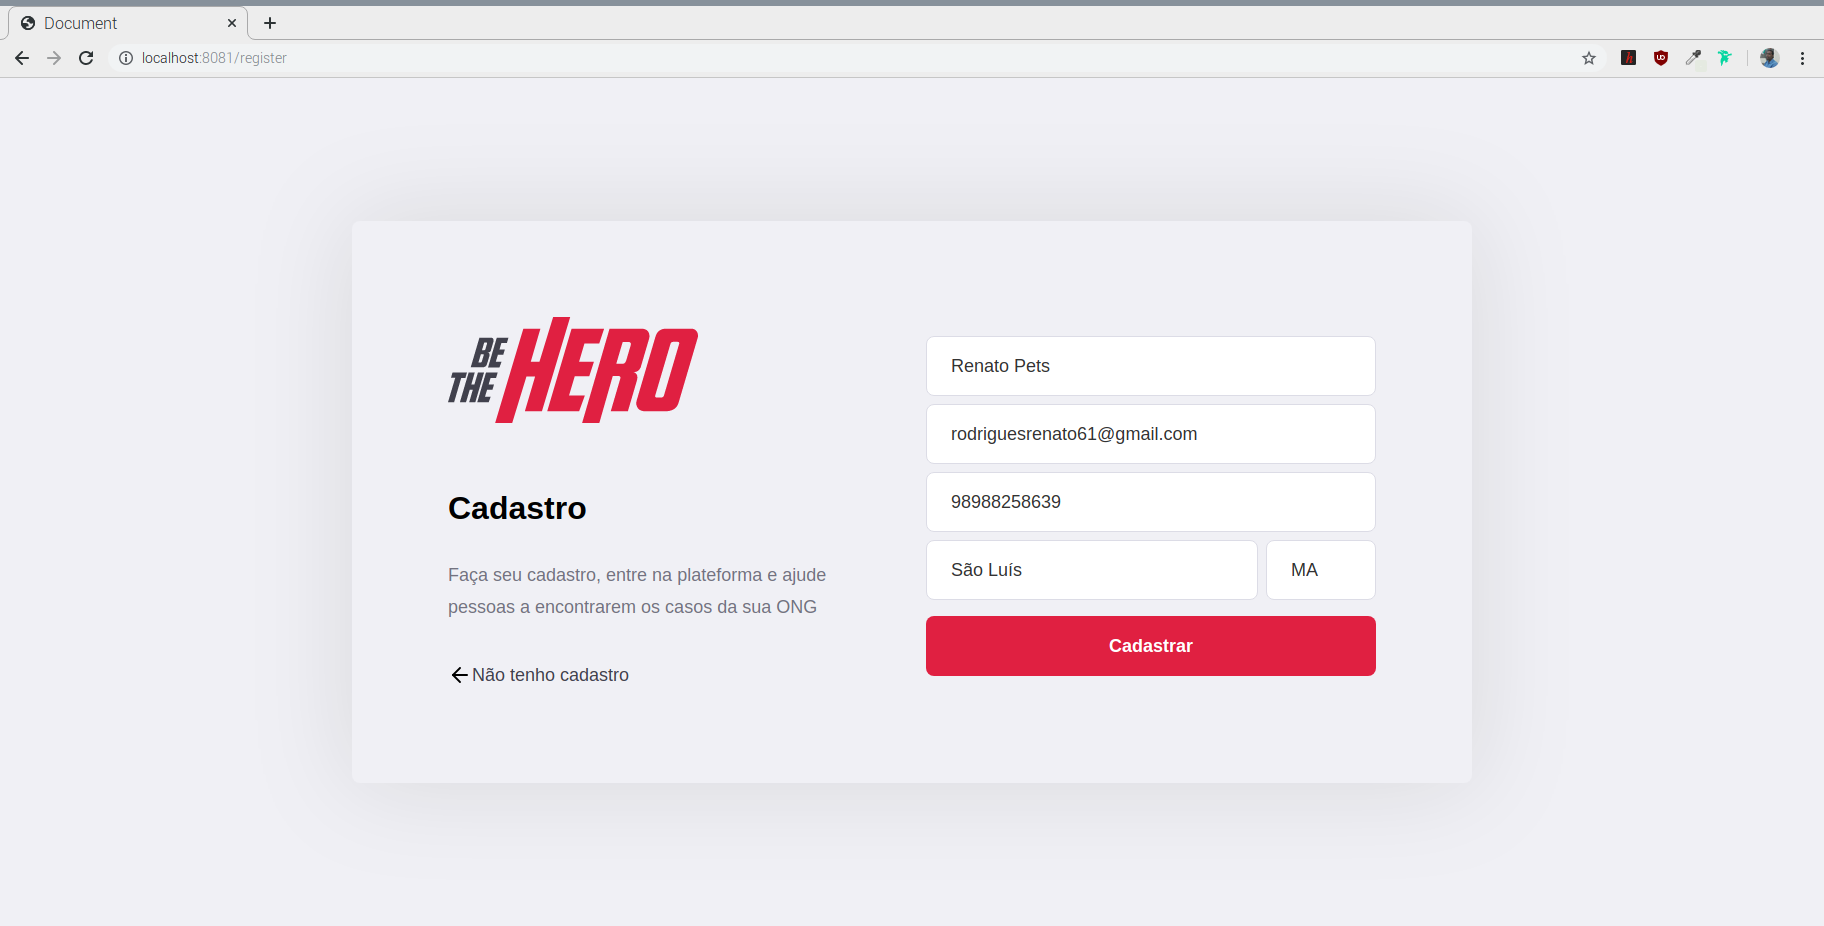 Document
localhost:8081/register
BE
THE
HERO
Cadastro
Faça seu cadastro, entre na plataforma e ajude
pessoas a encontrarem os casos da sua ONG
Não tenho cadastro
Renato Pets
rodriguesrenato61@gmail.com
98988258639
São Luís
MA
Cadastrar